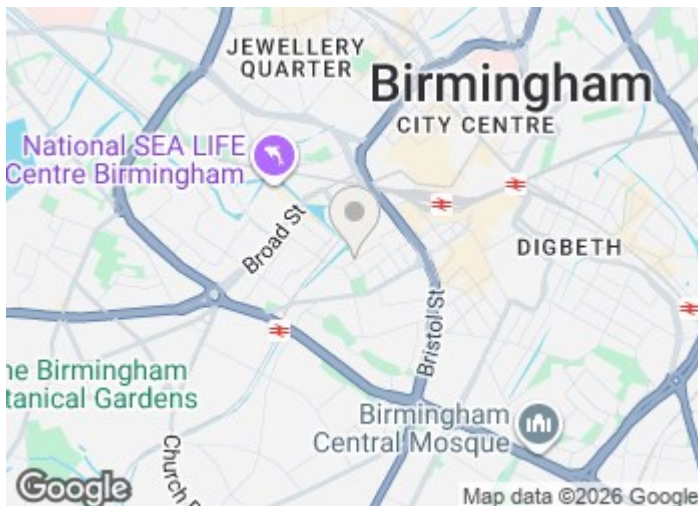 JEWELLERY
QUARTER
Birmingham
CITY CENTRE
National SEA LIFE
Centre Birmingham
Broad St
DIGBETH
Bristol St
ne Birmingham
tanical Gardens
Birmingham
Central Mosque
Church
Google
Map data ©2026 Google